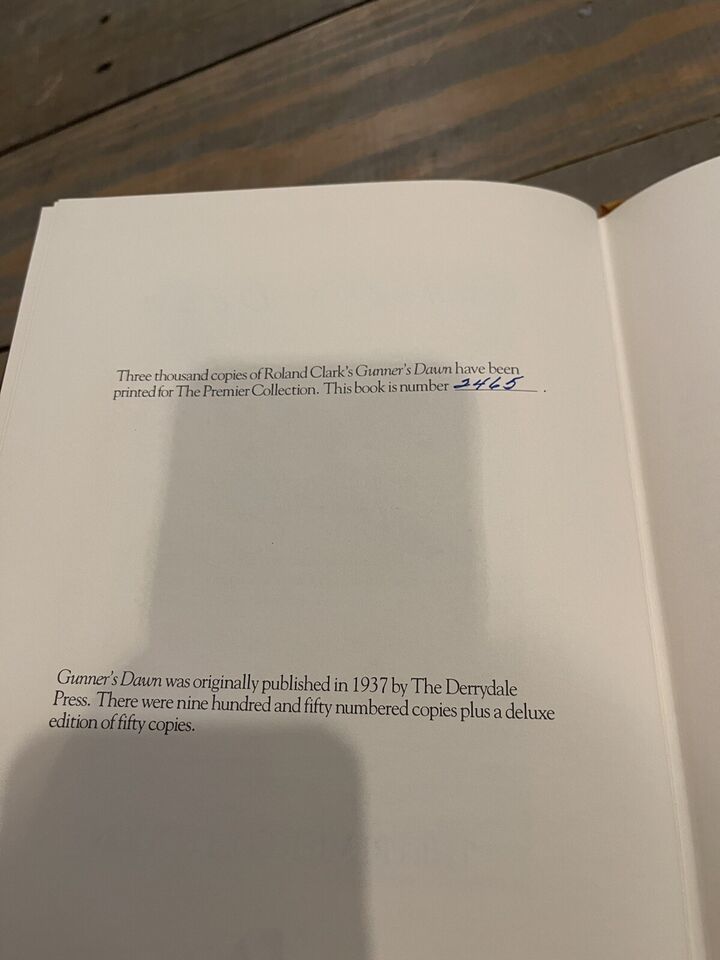 Three thousand copies of Roland Clark's Gunner's Dawn have been
printed for The Premier Collection. This book is number 2465 .
Gunner's Dawn was originally published in 1937 by The Derrydale
Press. There were nine hundred and fifty numbered copies plus a deluxe
edition of fifty copies.